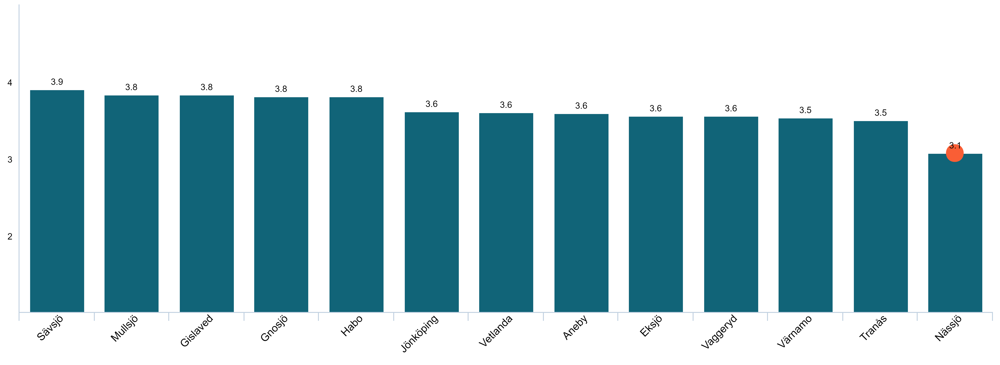 4
3
2
3.9
3.8
3.8
3.8
3.8
3.6
3.6
3.6
3.6
3.6
3.5
3.5
3.1
Sävsjö
Mullsjö
Gislaved
Gnosjö
Habo
Jönköping
Vetlanda
Aneby
Eksjö
Vaggeryd
Värnamo
Tranås
Nässjö